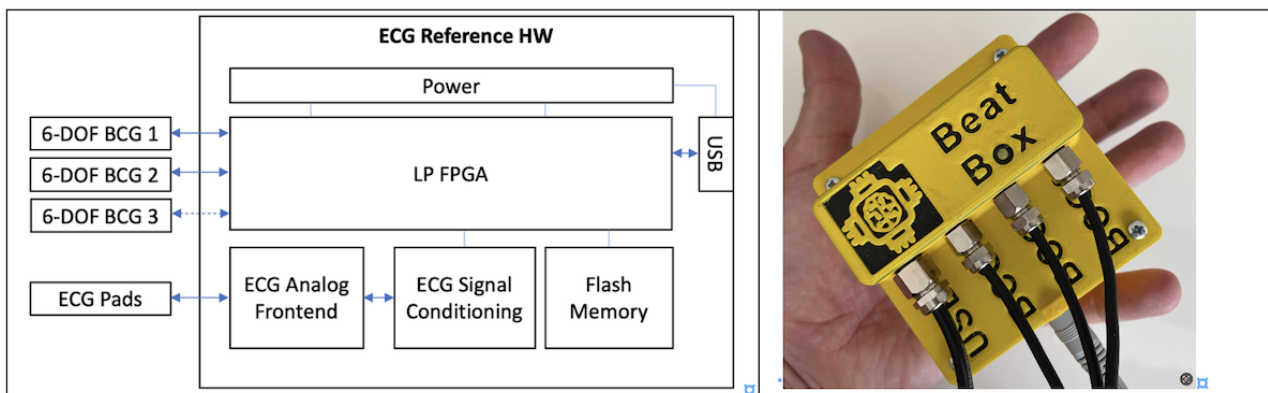 ECG Reference HW
Power
6-DOF BCG 1
6-DOF BCG 2
6-DOF BCG 3
LP FPGA
USB
ECG Pads
ECG Analog
Frontend
ECG Signal
Conditioning
Flash
Memory
Beat
Box